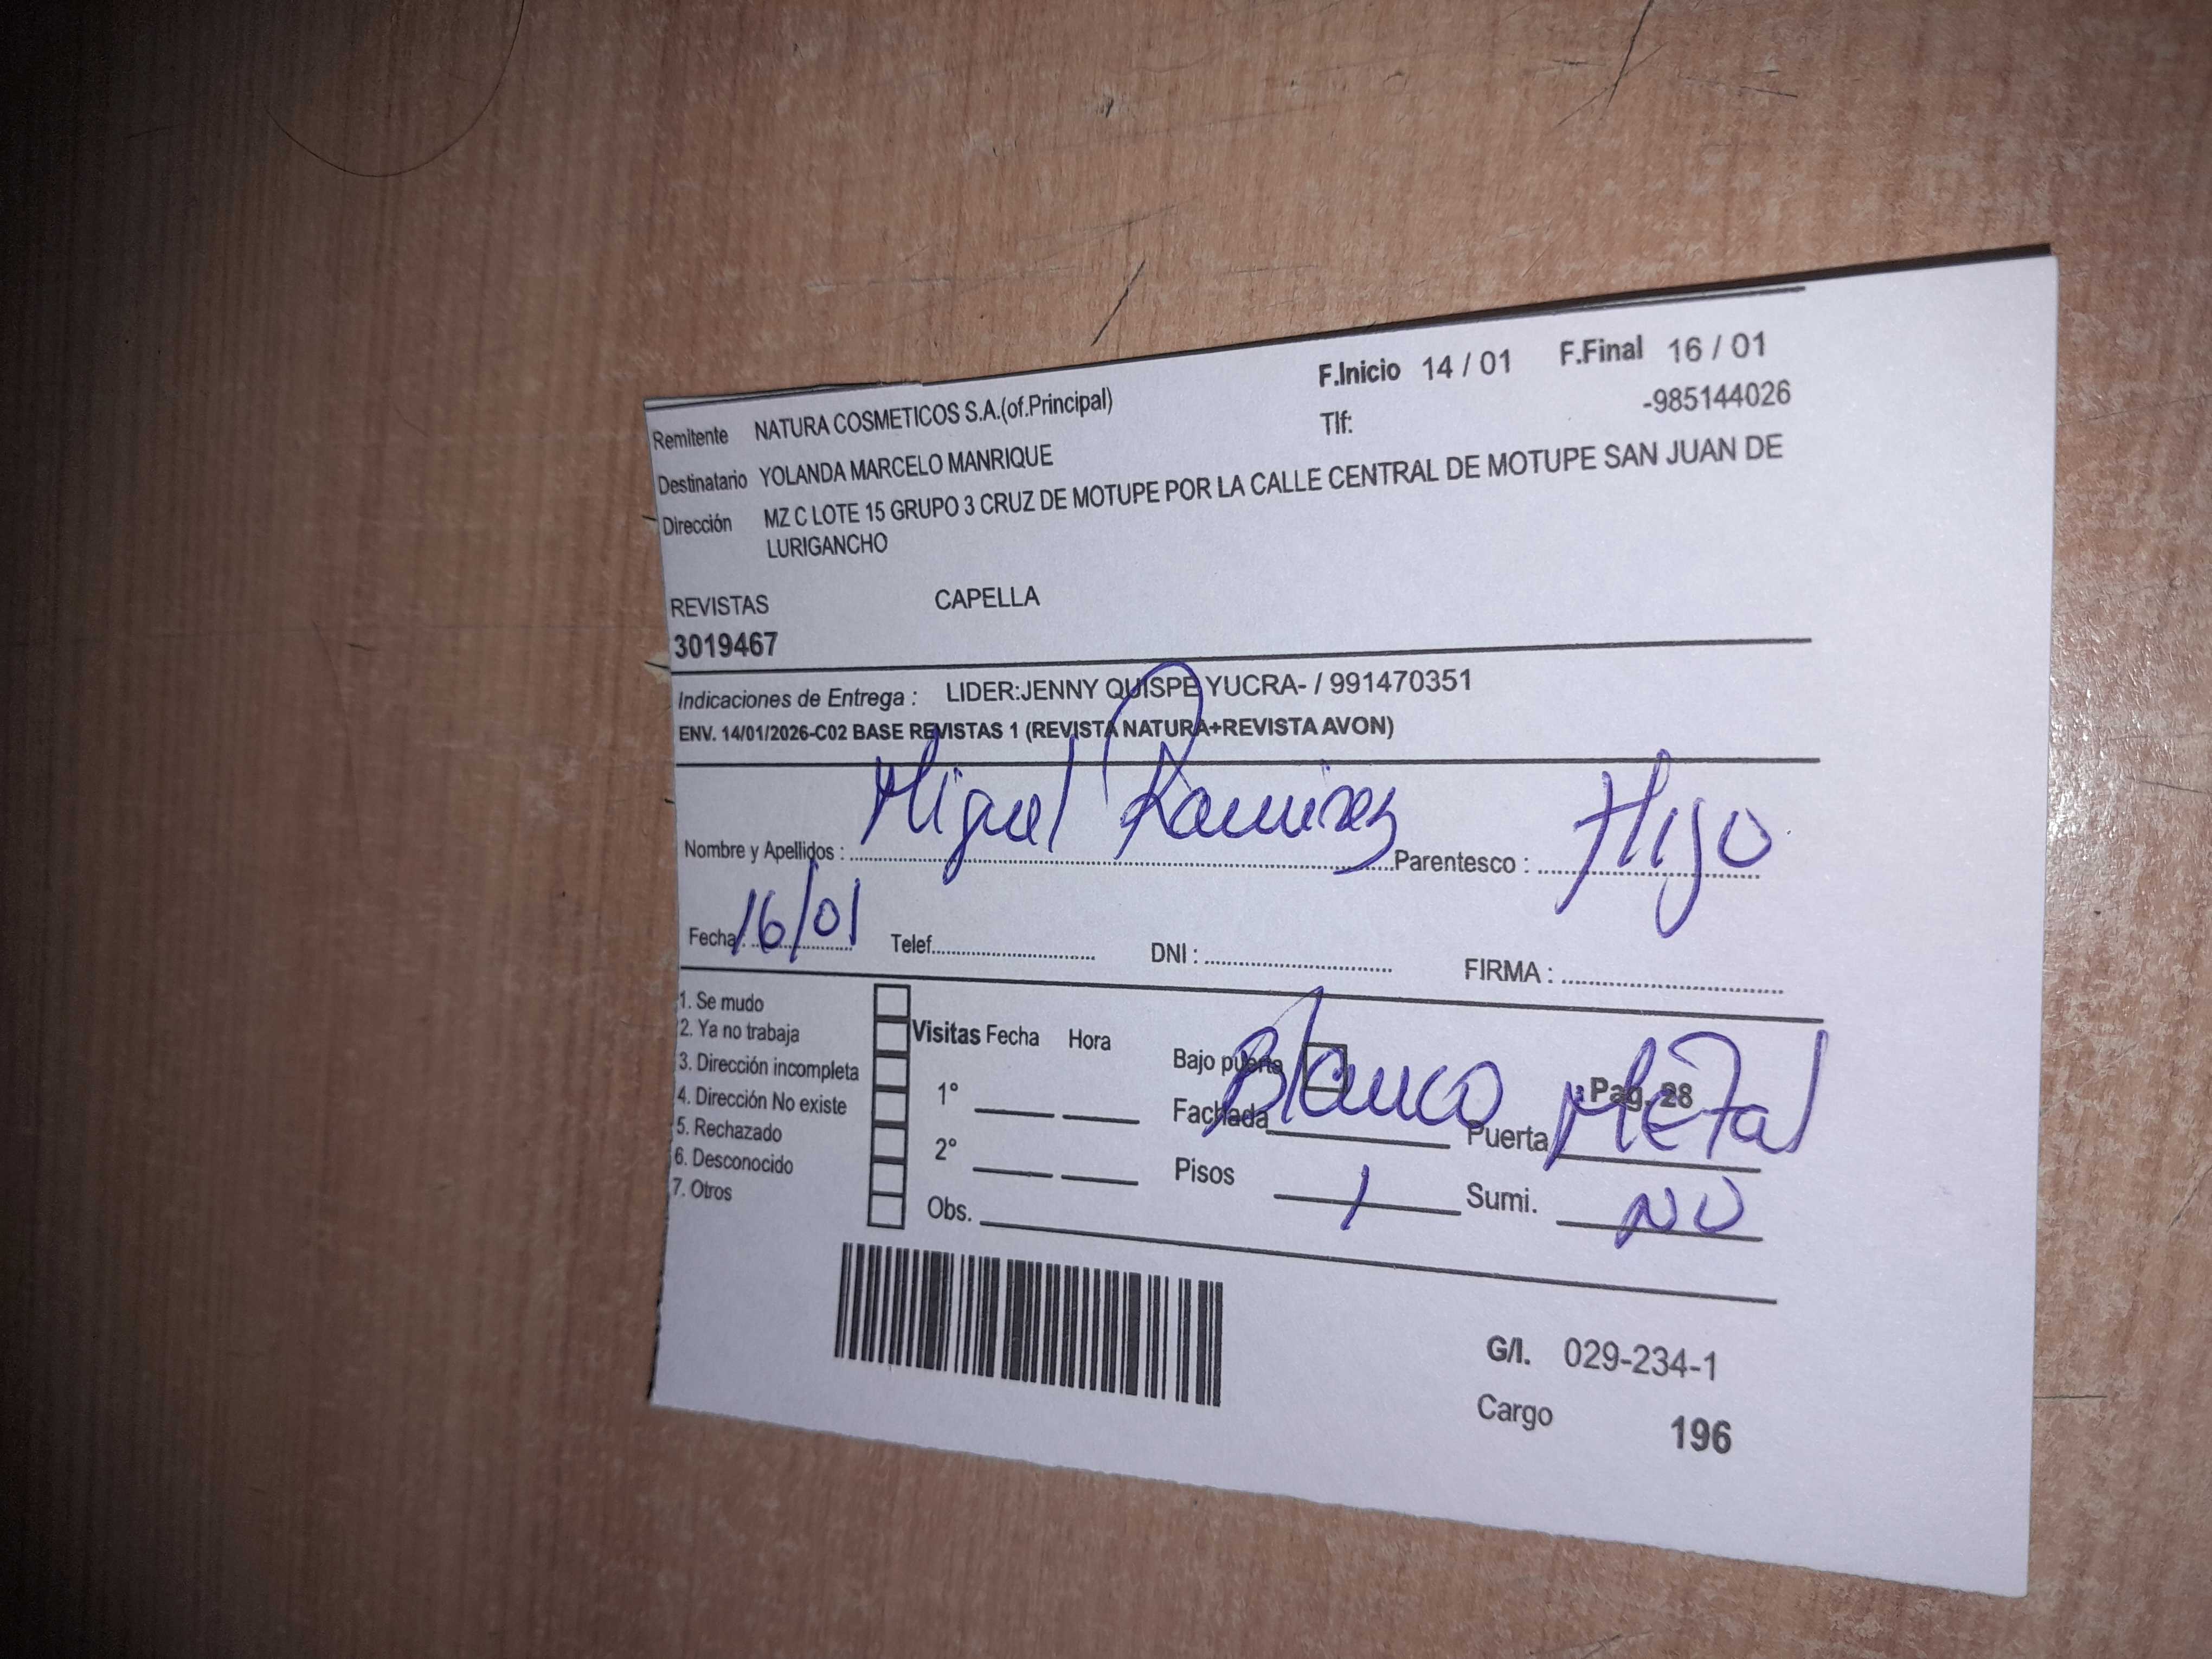 F.Inicio 14 / 01 F.Final 16 / 01
Remitente NATURA COSMETICOS S.A.(of.Principal) Tlf: -985144026
Destinatario YOLANDA MARCELO MANRIQUE
Dirección MZ C LOTE 15 GRUPO 3 CRUZ DE MOTUPE POR LA CALLE CENTRAL DE MOTUPE SAN JUAN DE
LURIGANCHO
REVISTAS CAPELLA
3019467
Indicaciones de Entrega : LIDER:JENNY QUISPE YUCRA- / 991470351
ENV. 14/01/2026-C02 BASE REVISTAS 1 (REVISTA NATURA+REVISTA AVON)
Nombre y Apellidos : Miguel Ramirez Parentesco : Hijo
Fecha: 16/01 Telef. DNI : FIRMA :
1. Se mudo
2. Ya no trabaja
3. Dirección incompleta
4. Dirección No existe
5. Rechazado
6. Desconocido
7. Otros
Visitas Fecha Hora
1°
2°
Obs.
Bajo puerta Pag. 28
Fachada Blanco Puerta Metal
Pisos 1 Sumi. NO
G/I. 029-234-1
Cargo 196